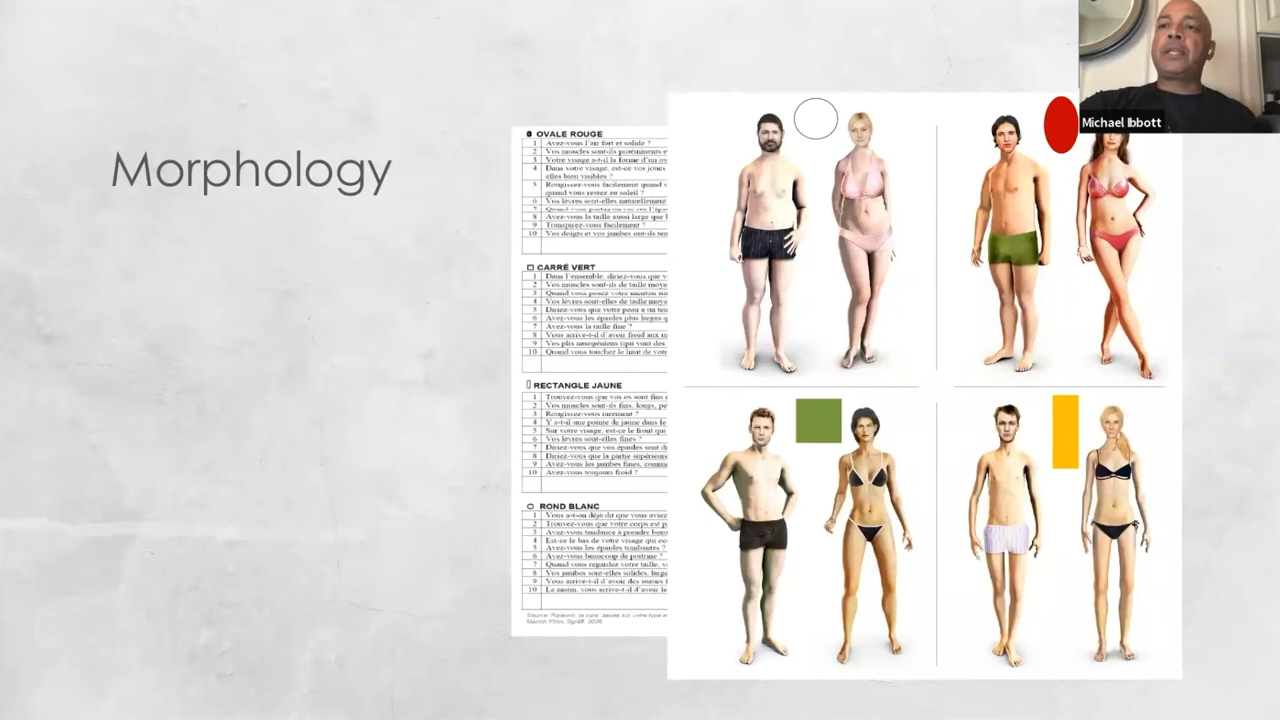 Morphology
Michael Ibbott
OVALE ROUGE
1 Avez-vous l'air fort et solide ?
2 Vos muscles sont-ils proéminents e
3 Votre visage a-t-il la forme d'un ov
4 Dans votre visage, est-ce vos joues
elles bien visibles ?
5 Rougissez-vous facilement quand v
quand vous restez au soleil ?
6 Vos lèvres sont-elles naturellement
7
8 Avez-vous la taille aussi large que l
9 Transpirez-vous facilement ?
10 Vos doigts et vos jambes ont-ils ten
CARRÉ VERT
1 Dans l'ensemble, diriez-vous que v
2 Vos muscles sont-ils de taille moye
3 Quand vous posez votre menton sur
4 Vos lèvres sont-elles de taille moye
5 Diriez-vous que votre peau a un tei
6 Avez-vous les épaules plus larges q
7 Avez-vous la taille fine ?
8 Vous arrive-t-il d'avoir froid aux m
9 Vos plis nasogéniens (qui vont des
10 Quand vous touchez le haut de votr
RECTANGLE JAUNE
1 Trouvez-vous que vos os sont fins e
2 Vos muscles sont-ils fins, longs, pe
3 Rougissez-vous rarement ?
4 Y a-t-il une pointe de jaune dans le
5 Sur votre visage, est-ce le front qui
6 Vos lèvres sont-elles fines ?
7 Diriez-vous que vos épaules sont d
8 Diriez-vous que la partie supérieure
9 Avez-vous les jambes fines, comme
10 Avez-vous toujours froid ?
ROND BLANC
1 Vous a-t-on déjà dit que vous aviez
2 Trouvez-vous que votre corps est p
3 Avez-vous tendance à prendre beau
4 Est-ce le bas de votre visage qui oc
5 Avez-vous les épaules tombantes ?
6 Avez-vous beaucoup de poitrine ?
7 Quand vous regardez votre taille, v
8 Vos jambes sont-elles solides, large
9 Vous arrive-t-il d'avoir des sueurs f
10 Le matin, vous arrive-t-il d'avoir le